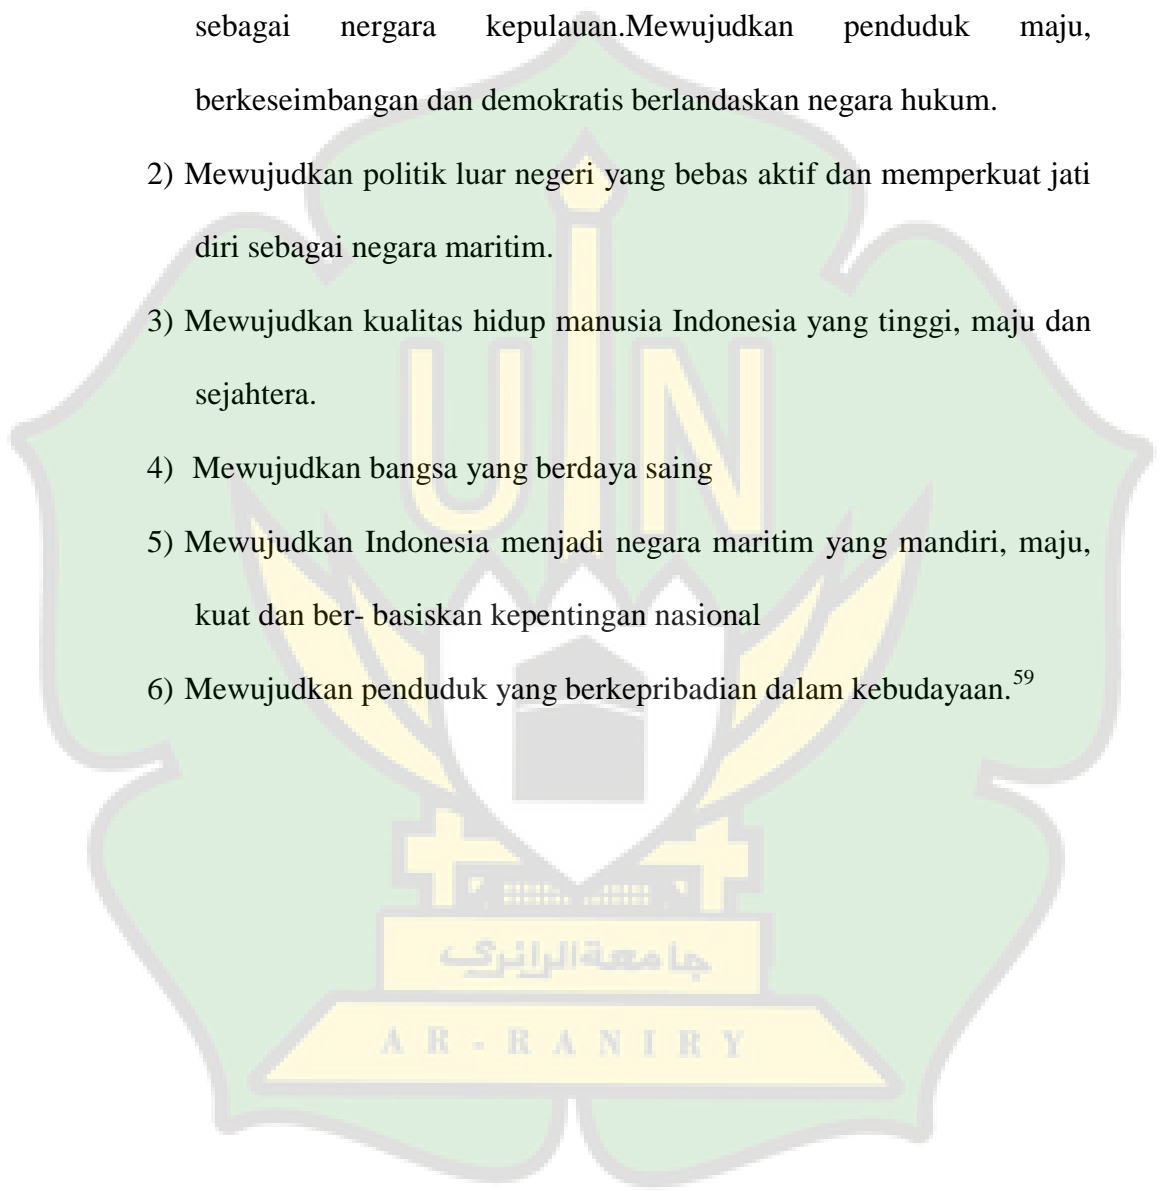 sebagai nergara kepulauan.Mewujudkan penduduk maju,
berkeseimbangan dan demokratis berlandaskan negara hukum.
2) Mewujudkan politik luar negeri yang bebas aktif dan memperkuat jati
diri sebagai negara maritim.
3) Mewujudkan kualitas hidup manusia Indonesia yang tinggi, maju dan
sejahtera.
4) Mewujudkan bangsa yang berdaya saing
5) Mewujudkan Indonesia menjadi negara maritim yang mandiri, maju,
kuat dan ber- basiskan kepentingan nasional
6) Mewujudkan penduduk yang berkepribadian dalam kebudayaan.59
UIN
جامعة الرانري
AR-RANIRY